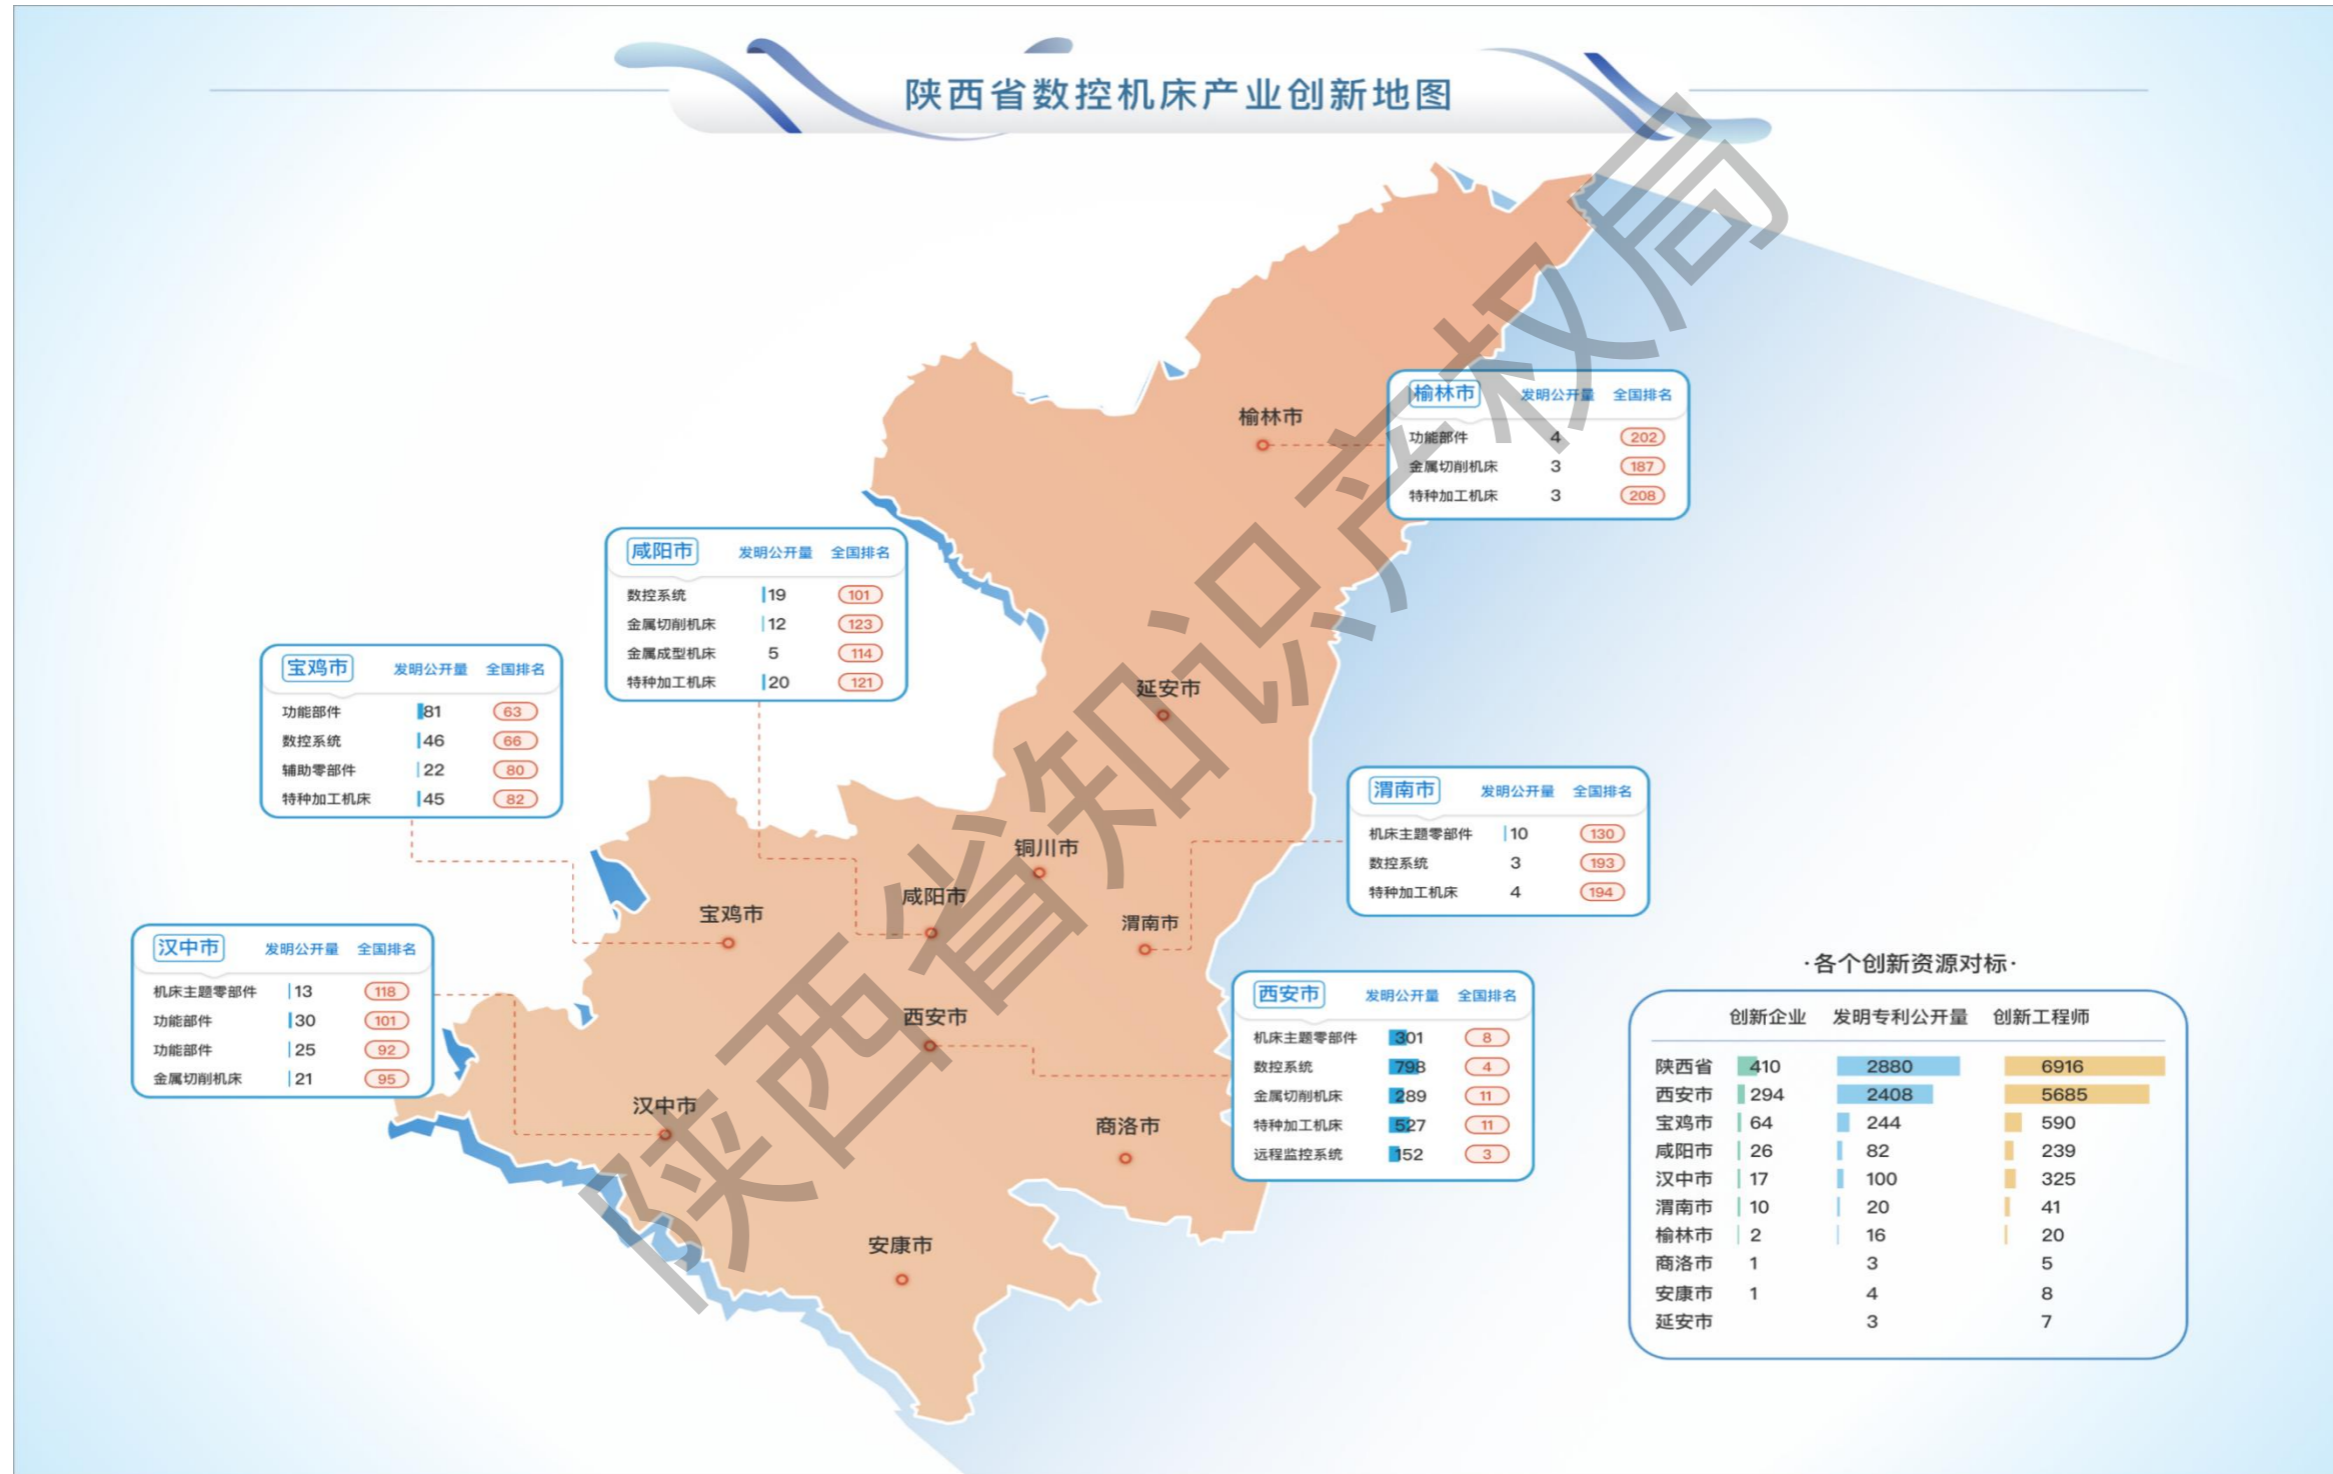 陕西省数控机床产业创新地图
榆林市 发明公开量 全国排名
功能部件 4 202
金属切削机床 3 187
特种加工机床 3 208
榆林市
咸阳市 发明公开量 全国排名
数控系统 19 101
金属切削机床 12 123
金属成型机床 5 114
特种加工机床 20 121
宝鸡市 发明公开量 全国排名
功能部件 81 63
数控系统 46 66
辅助零部件 22 80
特种加工机床 45 82
延安市
渭南市 发明公开量 全国排名
机床主题零部件 10 130
数控系统 3 193
特种加工机床 4 194
铜川市
咸阳市
宝鸡市
渭南市
汉中市 发明公开量 全国排名
机床主题零部件 13 118
功能部件 30 101
功能部件 25 92
金属切削机床 21 95
西安市
西安市 发明公开量 全国排名
机床主题零部件 301 8
数控系统 798 4
金属切削机床 289 11
特种加工机床 527 11
远程监控系统 152 3
汉中市
商洛市
安康市
·各个创新资源对标·
创新企业 发明专利公开量 创新工程师
陕西省 410 2880 6916
西安市 294 2408 5685
宝鸡市 64 244 590
咸阳市 26 82 239
汉中市 17 100 325
渭南市 10 20 41
榆林市 2 16 20
商洛市 1 3 5
安康市 1 4 8
延安市 3 7
陕西省知识产权局